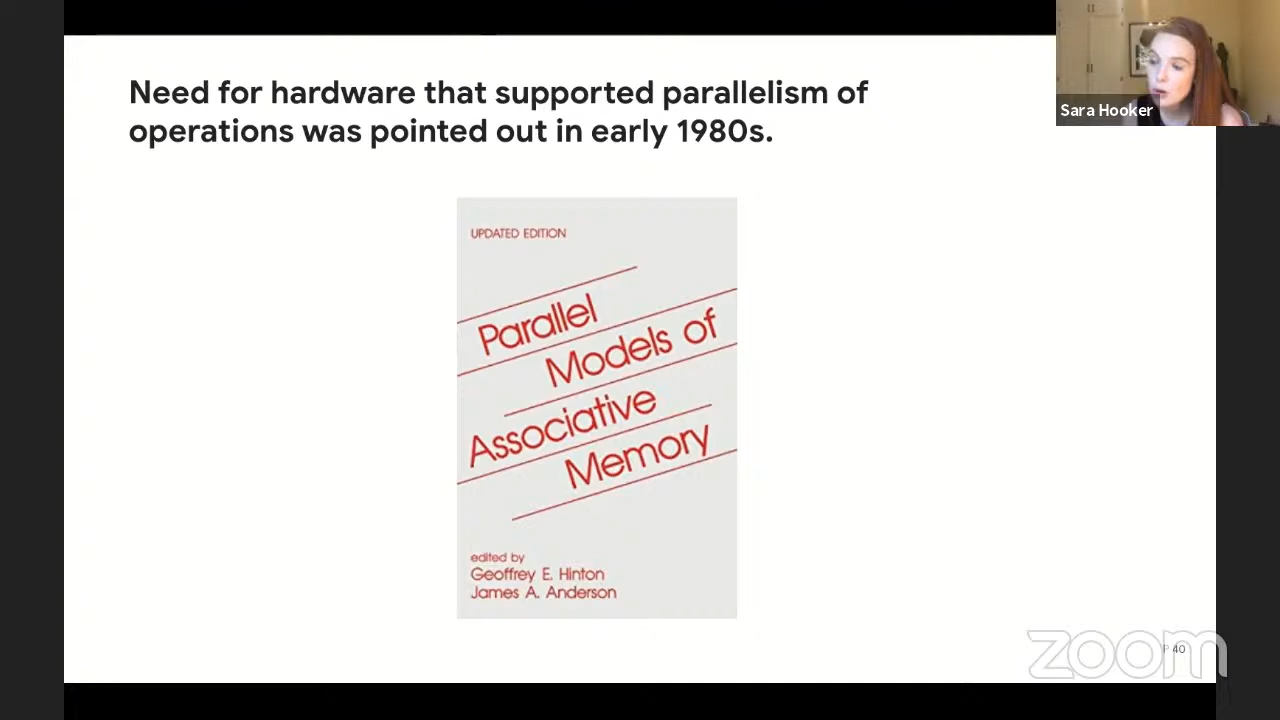 Need for hardware that supported parallelism of
operations was pointed out in early 1980s.
Sara Hooker
UPDATED EDITION
Parallel
Models of
Associative
Memory
edited by
Geoffrey E. Hinton
James A. Anderson
zoom
P 40